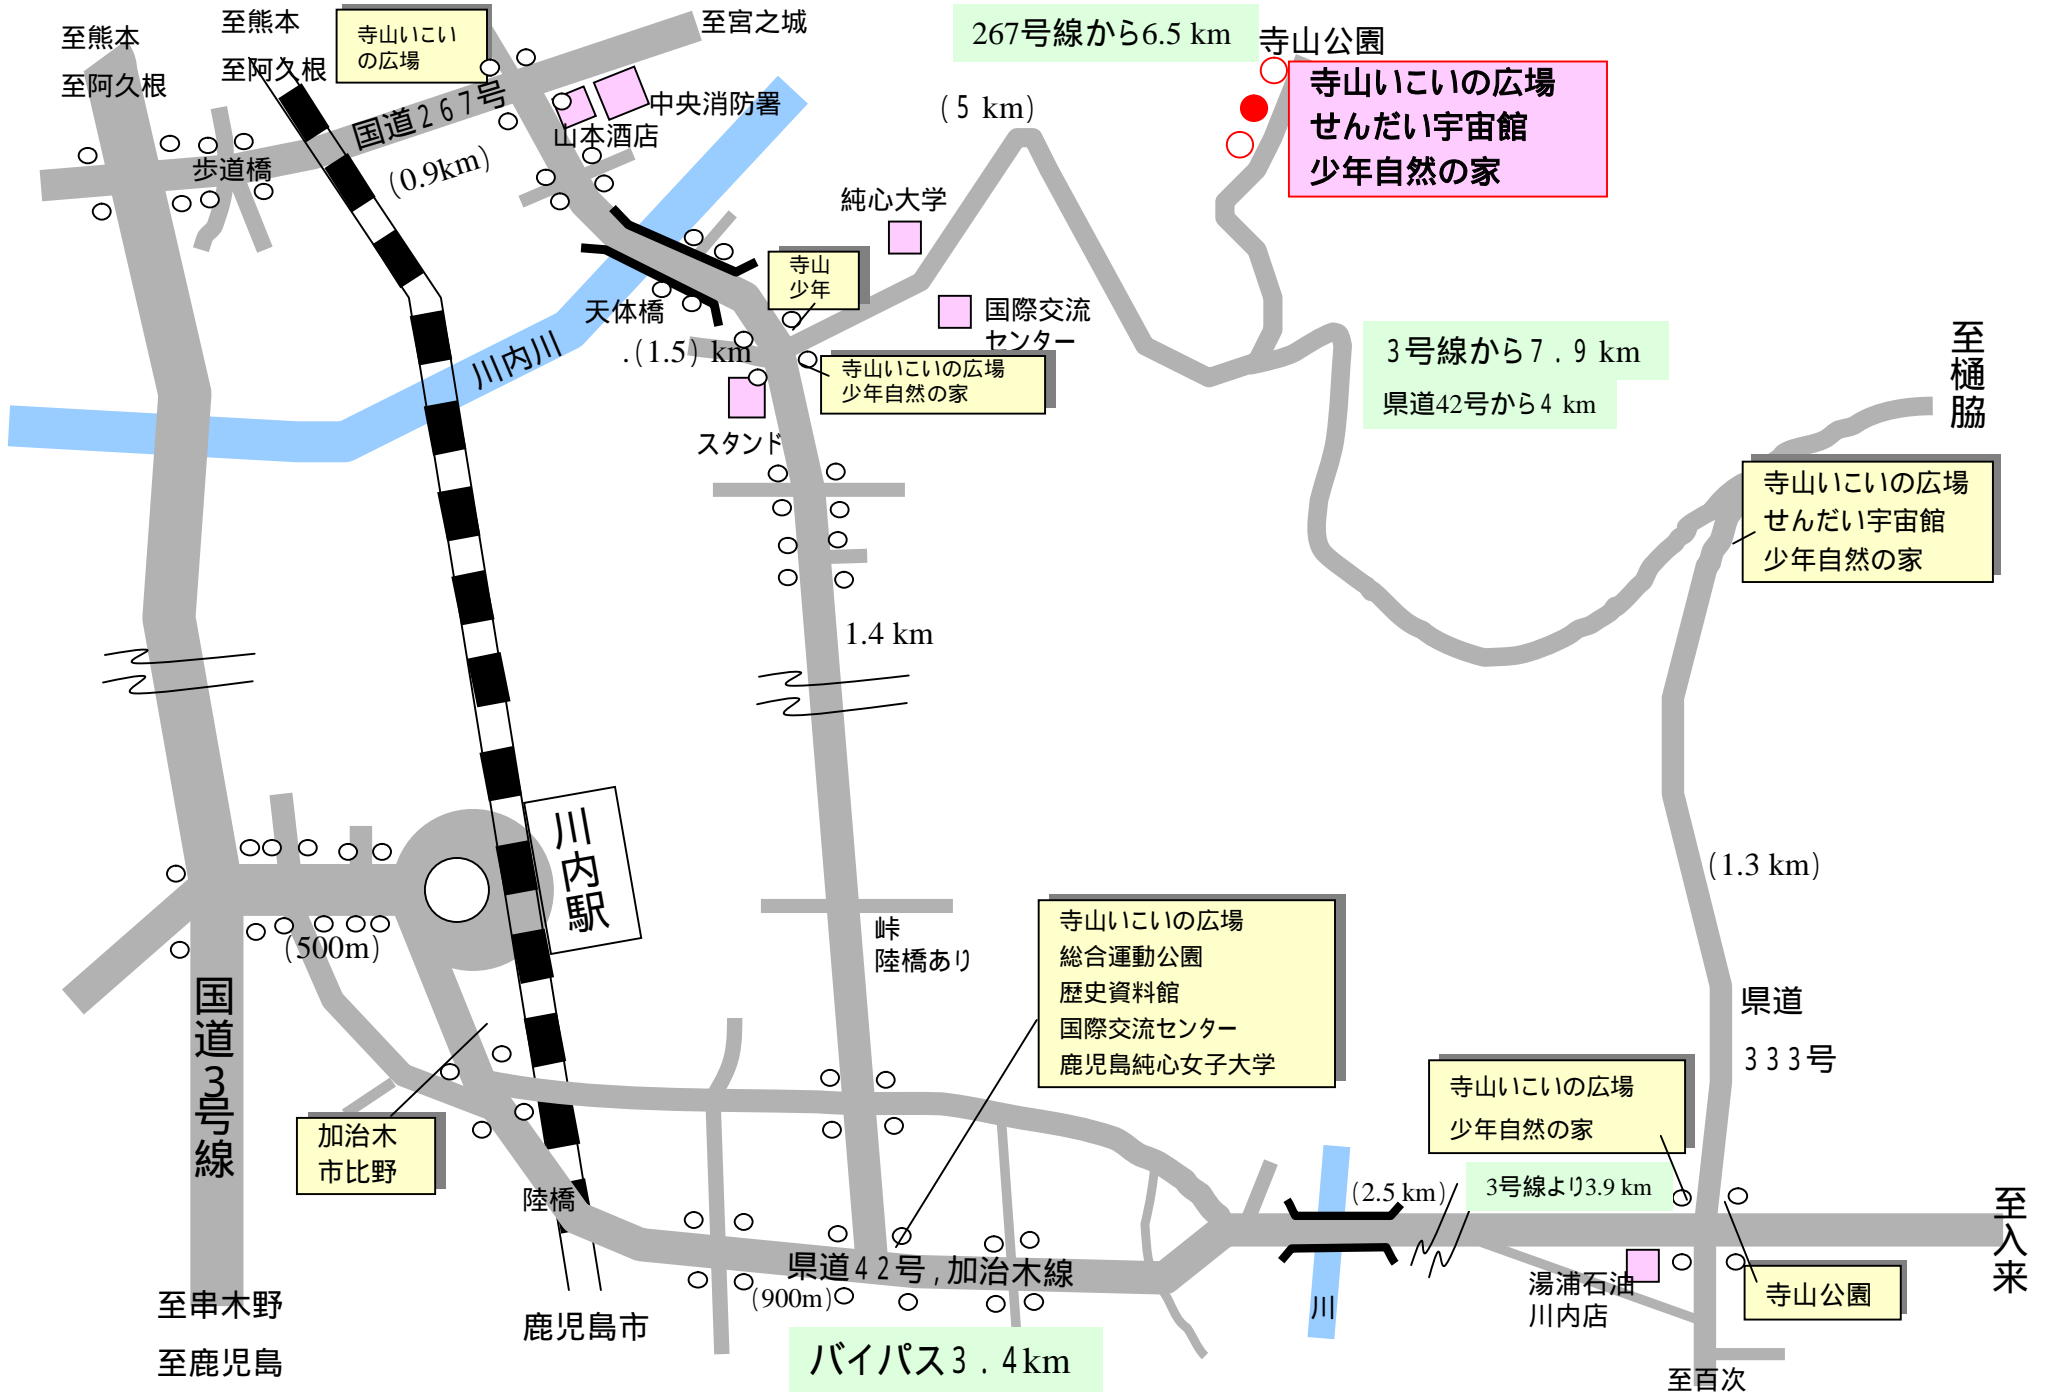 至熊本
至阿久根
至熊本
至阿久根
寺山いこい
の広場
至宮之城
267号線から6.5 km
寺山公園
寺山いこいの広場
せんだい宇宙館
少年自然の家
国道267号
(0.9km)
歩道橋
中央消防署
山本酒店
(5 km)
純心大学
寺山
少年
国際交流
センター
天体橋
.(1.5) km
寺山いこいの広場
少年自然の家
スタンド
川内川
3号線から7.9 km
県道42号から4 km
至樋脇
寺山いこいの広場
せんだい宇宙館
少年自然の家
1.4 km
川内駅
(1.3 km)
(500m)
峠
陸橋あり
寺山いこいの広場
総合運動公園
歴史資料館
国際交流センター
鹿児島純心女子大学
国道3号線
県道
333号
加治木
市比野
寺山いこいの広場
少年自然の家
陸橋
(2.5 km)
3号線より3.9 km
至入来
県道42号,加治木線
(900m)
川
湯浦石油
川内店
寺山公園
至串木野
至鹿児島
鹿児島市
バイパス3.4km
至百次